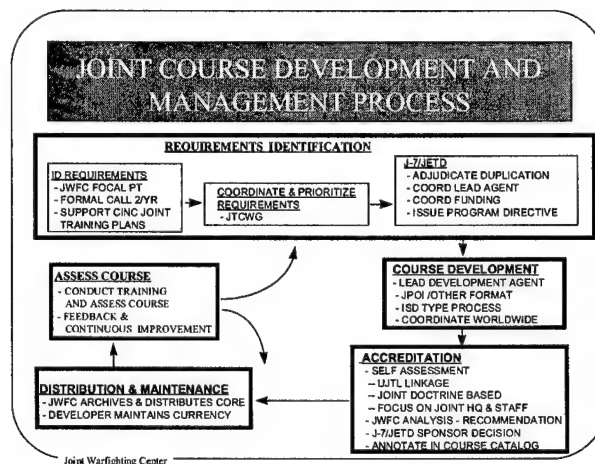 JOINT COURSE DEVELOPMENT AND
MANAGEMENT PROCESS
REQUIREMENTS IDENTIFICATION
ID REQUIREMENTS
- JWFC FOCAL PT
- FORMAL CALL 2/YR
- SUPPORT CINC JOINT
TRAINING PLANS
COORDINATE & PRIORITIZE
REQUIREMENTS
- JTCWG
J-7/JETD
- ADJUDICATE DUPLICATION
- COORD LEAD AGENT
- COORD FUNDING
- ISSUE PROGRAM DIRECTIVE
COURSE DEVELOPMENT
- LEAD DEVELOPMENT AGENT
- JPOI /OTHER FORMAT
- ISD TYPE PROCESS
- COORDINATE WORLDWIDE
ACCREDITATION
- SELF ASSESSMENT
-- UJTL LINKAGE
-- JOINT DOCTRINE BASED
-- FOCUS ON JOINT HQ & STAFF
- JWFC ANALYSIS - RECOMMENDATION
- J-7/JETD SPONSOR DECISION
- ANNOTATE IN COURSE CATALOG
DISTRIBUTION & MAINTENANCE
- JWFC ARCHIVES & DISTRIBUTES CORE
- DEVELOPER MAINTAINS CURRENCY
ASSESS COURSE
- CONDUCT TRAINING
AND ASSESS COURSE
- FEEDBACK &
CONTINUOUS IMPROVEMENT
Joint Warfighting Center